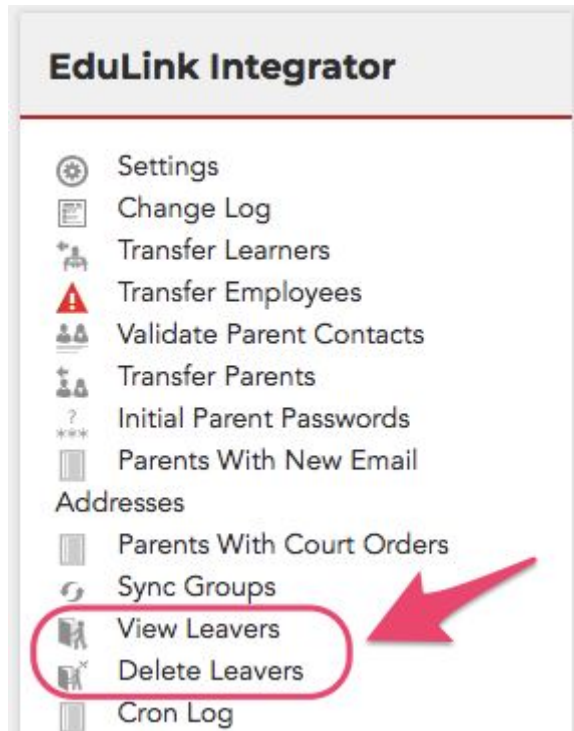 EduLink Integrator
Settings
Change Log
Transfer Learners
Transfer Employees
Validate Parent Contacts
Transfer Parents
Initial Parent Passwords
Parents With New Email
Addresses
Parents With Court Orders
Sync Groups
View Leavers
Delete Leavers
Cron Log